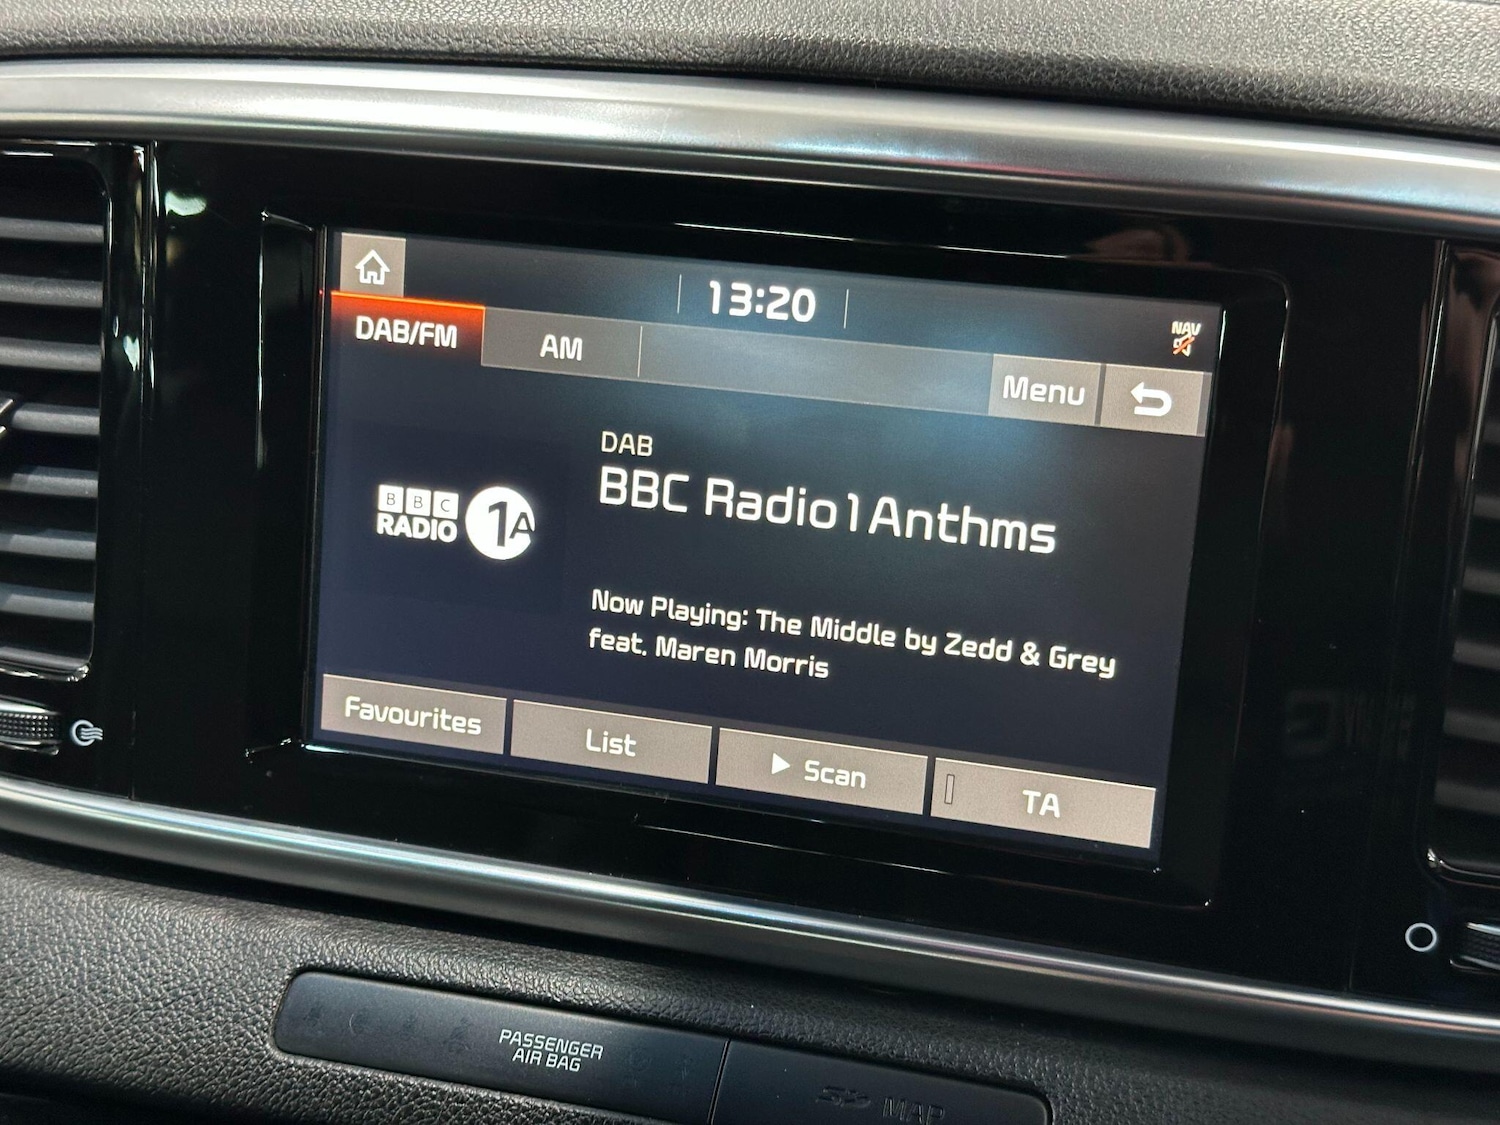 13:20
NAV
DAB/FM
AM
Menu
DAB
BBC Radio1Anthms
BBC
RADIO 1A
Now Playing: The Middle by Zedd & Grey
feat. Maren Morris
Favourites
List
Scan
TA
PASSENGER
AIR BAG
MAP